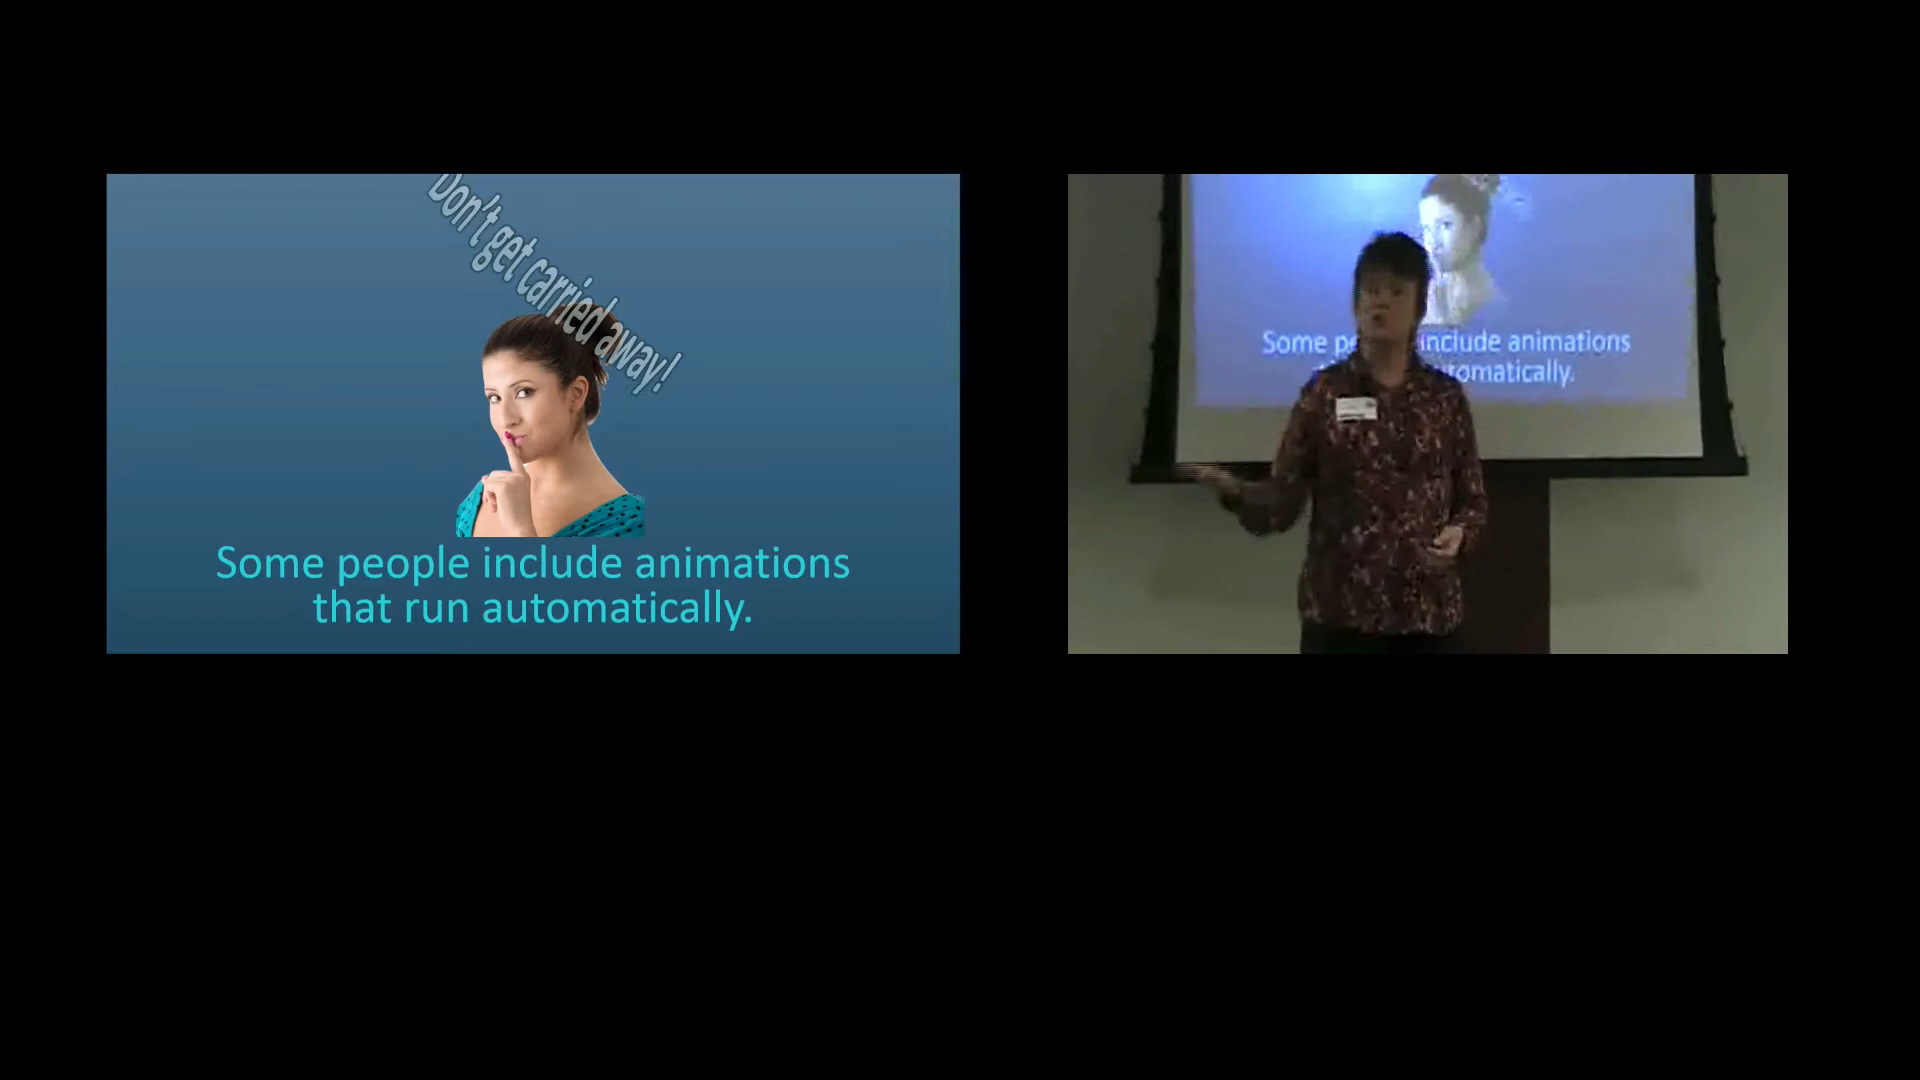 Don't get carried away!
Some people include animations
that run automatically.
Some pe include animations
tomatically.